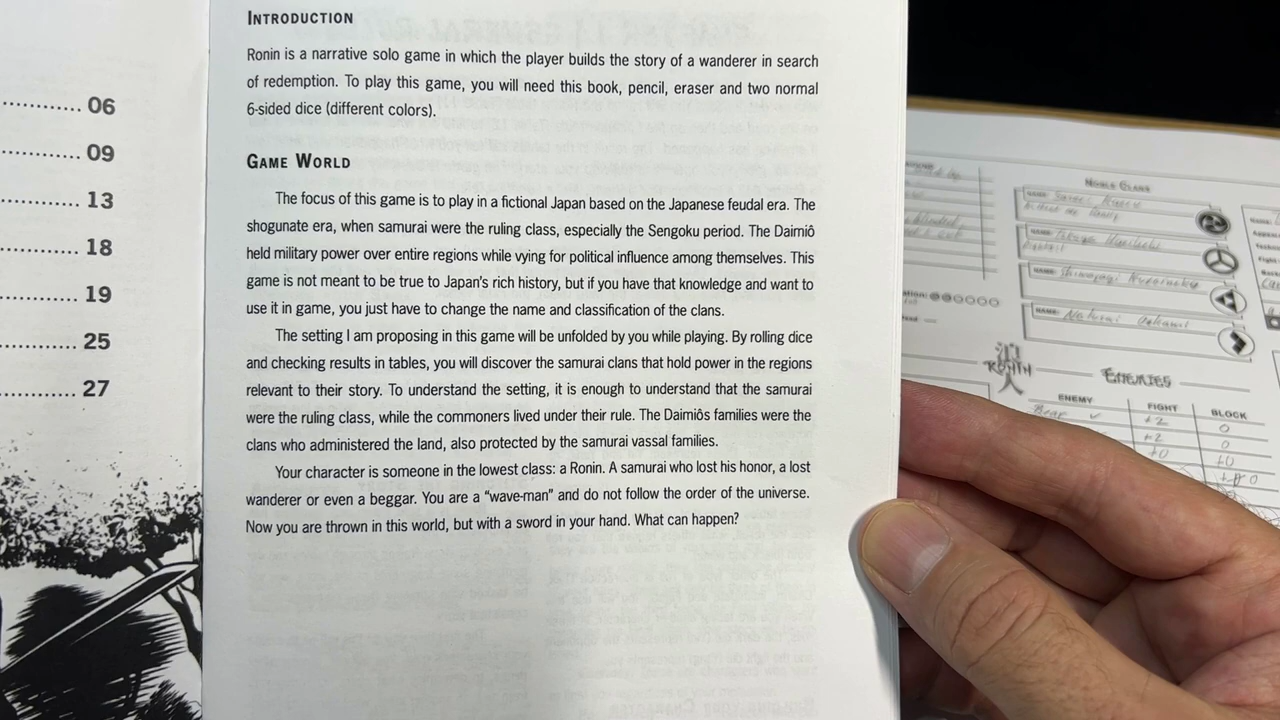 ............ 06
............ 09
............ 13
............ 18
............ 19
............ 25
............ 27
INTRODUCTION
Ronin is a narrative solo game in which the player builds the story of a wanderer in search
of redemption. To play this game, you will need this book, pencil, eraser and two normal
6-sided dice (different colors).
GAME WORLD
The focus of this game is to play in a fictional Japan based on the Japanese feudal era. The
shogunate era, when samurai were the ruling class, especially the Sengoku period. The Daimiô
held military power over entire regions while vying for political influence among themselves. This
game is not meant to be true to Japan's rich history, but if you have that knowledge and want to
use it in game, you just have to change the name and classification of the clans.
The setting I am proposing in this game will be unfolded by you while playing. By rolling dice
and checking results in tables, you will discover the samurai clans that hold power in the regions
relevant to their story. To understand the setting, it is enough to understand that the samurai
were the ruling class, while the commoners lived under their rule. The Daimiôs families were the
clans who administered the land, also protected by the samurai vassal families.
Your character is someone in the lowest class: a Ronin. A samurai who lost his honor, a lost
wanderer or even a beggar. You are a “wave-man” and do not follow the order of the universe.
Now you are thrown in this world, but with a sword in your hand. What can happen?
NOBLE CLANS
NAME:
NAME:
NAME:
NAME:
RONIN
ENEMIES
ENEMY FIGHT BLOCK
Bear +2 0
+2 0
+0 +0